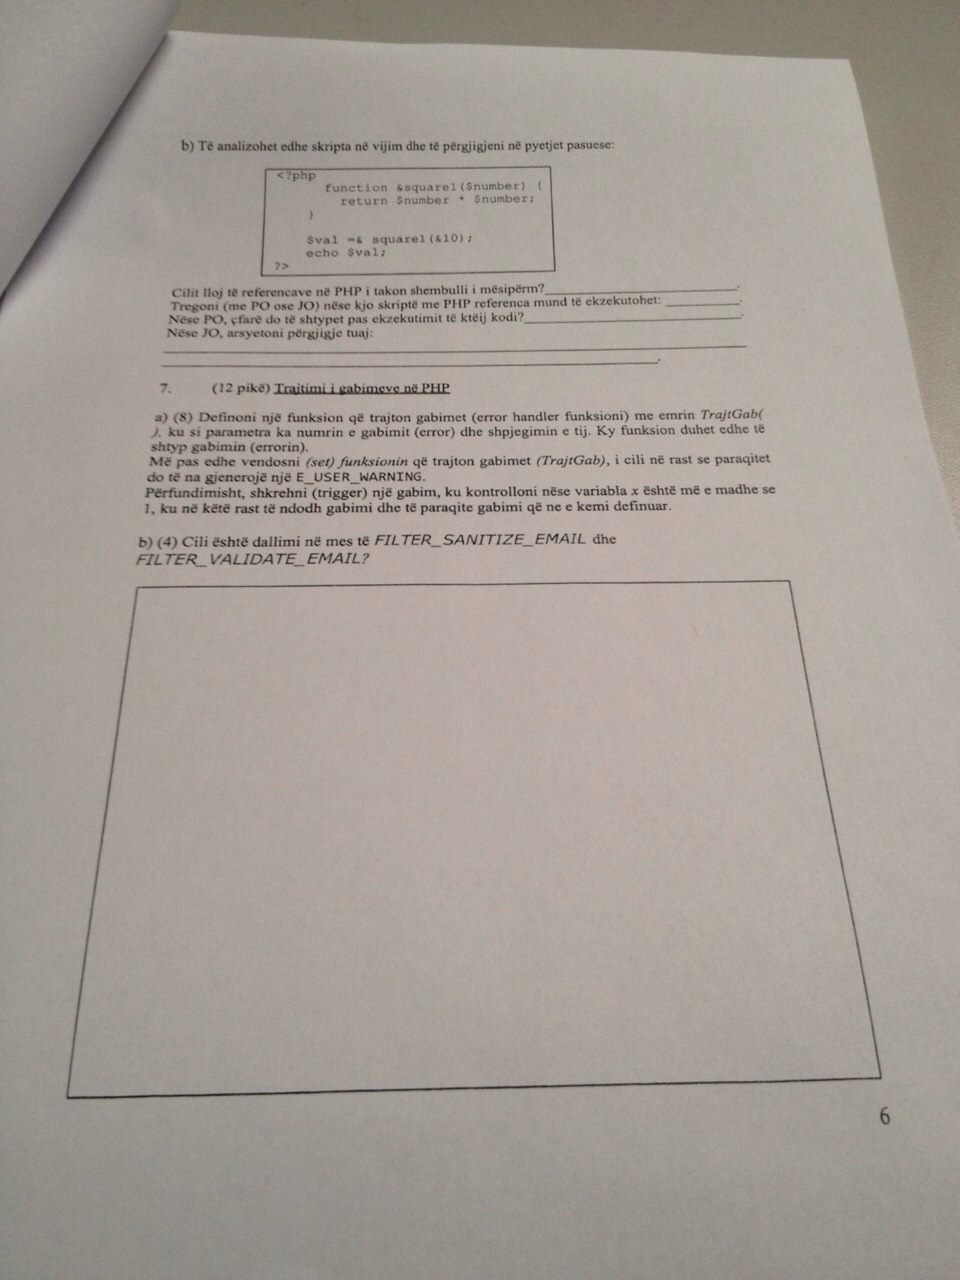 b) Të analizohet edhe skripta në vijim dhe të përgjigjeni në pyetjet pasuese:
<?php
function &square1($number) {
return $number * $number;
}
$val =& square1(&10);
echo $val;
?>
Cilit lloj të referencave në PHP i takon shembulli i mësipërm?____________________.
Tregoni (me PO ose JO) nëse kjo skriptë me PHP referenca mund të ekzekutohet: ________.
Nëse PO, çfarë do të shtypet pas ekzekutimit të ktëij kodi?______________________.
Nëse JO, arsyetoni përgjigje tuaj:
7. (12 pikë) Trajtimi i gabimeve në PHP
a) (8) Definoni një funksion që trajton gabimet (error handler funksioni) me emrin TrajtGab(
), ku si parametra ka numrin e gabimit (error) dhe shpjegimin e tij. Ky funksion duhet edhe të
shtyp gabimin (errorin).
Më pas edhe vendosni (set) funksionin që trajton gabimet (TrajtGab), i cili në rast se paraqitet
do të na gjenerojë një E_USER_WARNING.
Përfundimisht, shkrehni (trigger) një gabim, ku kontrolloni nëse variabla x është më e madhe se
1, ku në këtë rast të ndodh gabimi dhe të paraqite gabimi që ne e kemi definuar.
b) (4) Cili është dallimi në mes të FILTER_SANITIZE_EMAIL dhe
FILTER_VALIDATE_EMAIL?
6